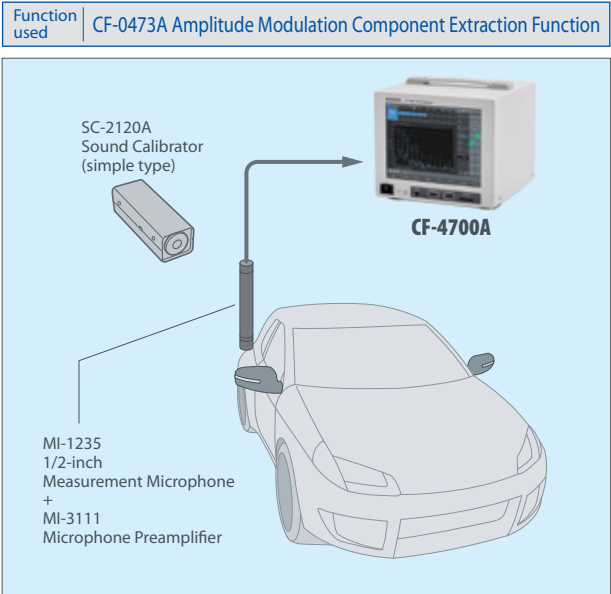 Function
used
CF-0473A Amplitude Modulation Component Extraction Function
SC-2120A
Sound Calibrator
(simple type)
CF-4700A
MI-1235
1/2-inch
Measurement Microphone
+
MI-3111
Microphone Preamplifier